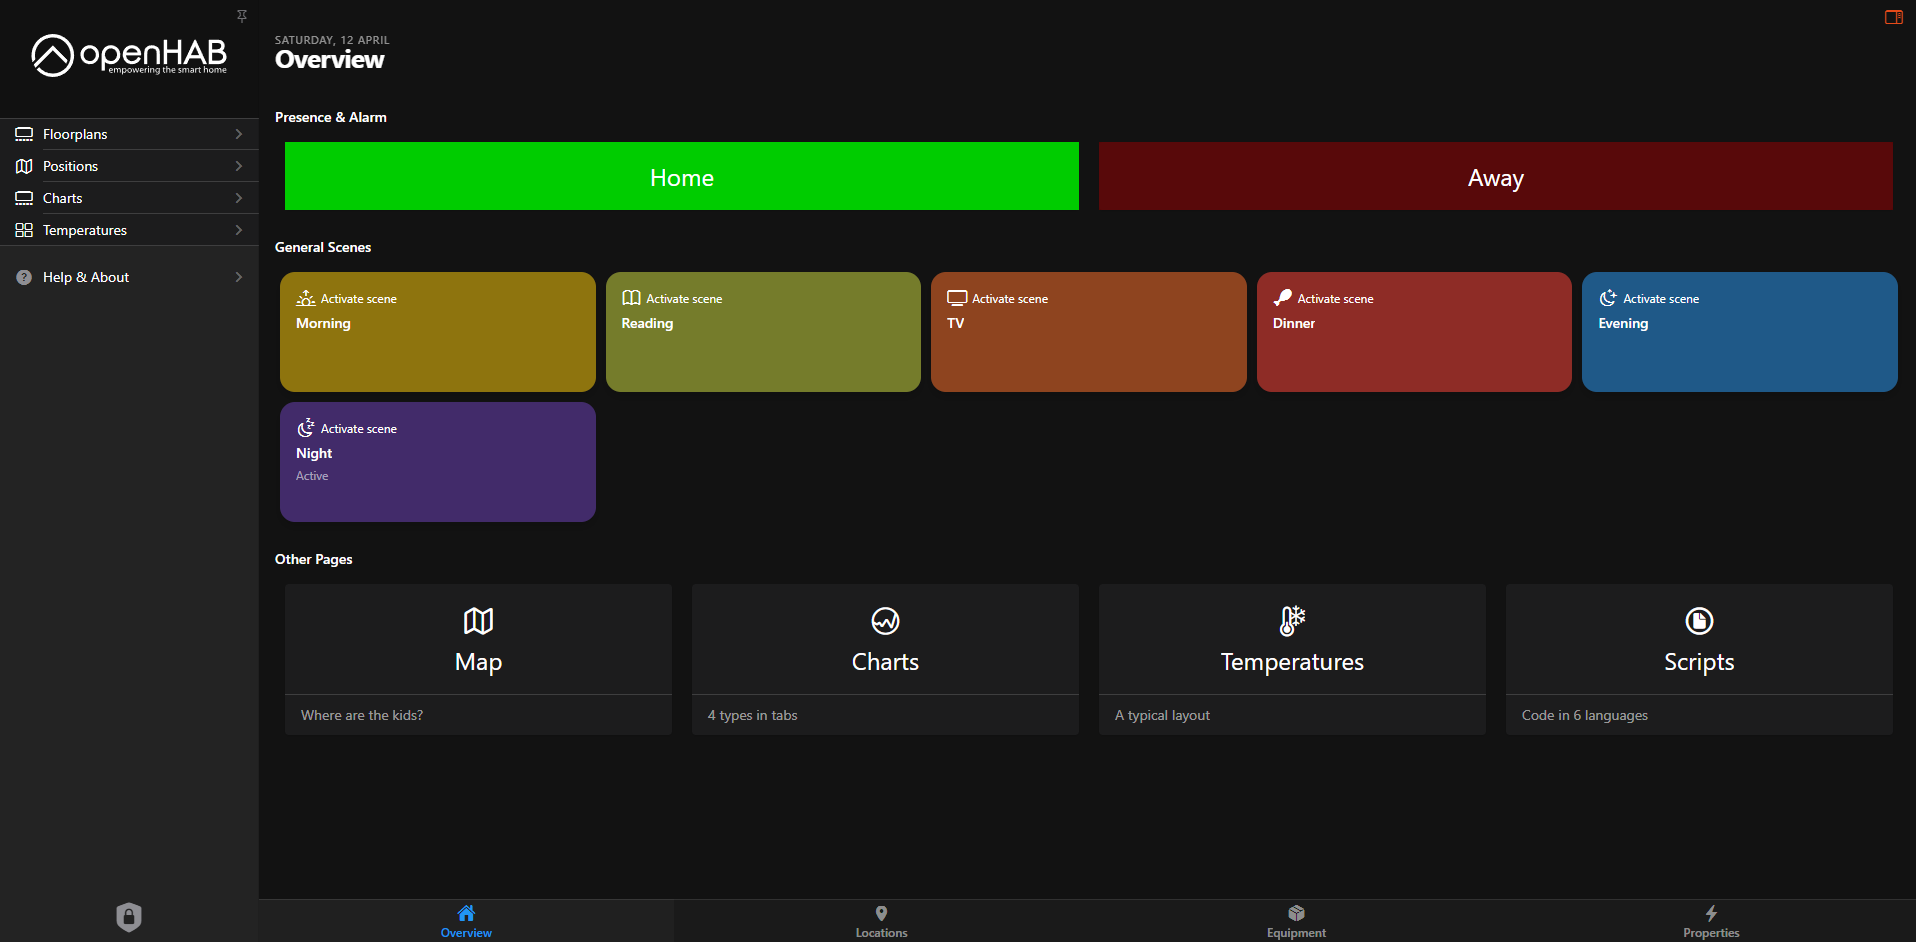 openHAB
empowering the smart home
Floorplans
Positions
Charts
Temperatures
Help & About
SATURDAY, 12 APRIL
Overview
Presence & Alarm
Home
Away
General Scenes
Activate scene
Morning
Activate scene
Reading
Activate scene
TV
Activate scene
Dinner
Activate scene
Evening
Activate scene
Night
Active
Other Pages
Map
Where are the kids?
Charts
4 types in tabs
Temperatures
A typical layout
Scripts
Code in 6 languages
Overview
Locations
Equipment
Properties